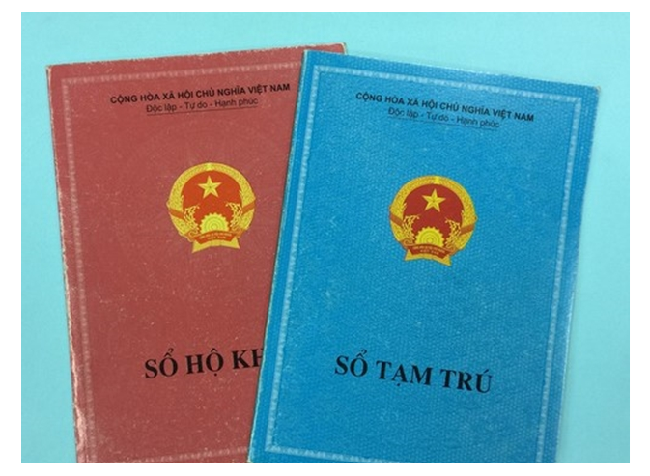 CỘNG HÒA XÃ HỘI CHỦ NGHĨA VIỆT NAM
Độc lập - Tự do - Hạnh phúc
SỔ HỘ KH
CỘNG HÒA XÃ HỘI CHỦ NGHĨA VIỆT NAM
Độc lập - Tự do - Hạnh phúc
SỔ TẠM TRÚ